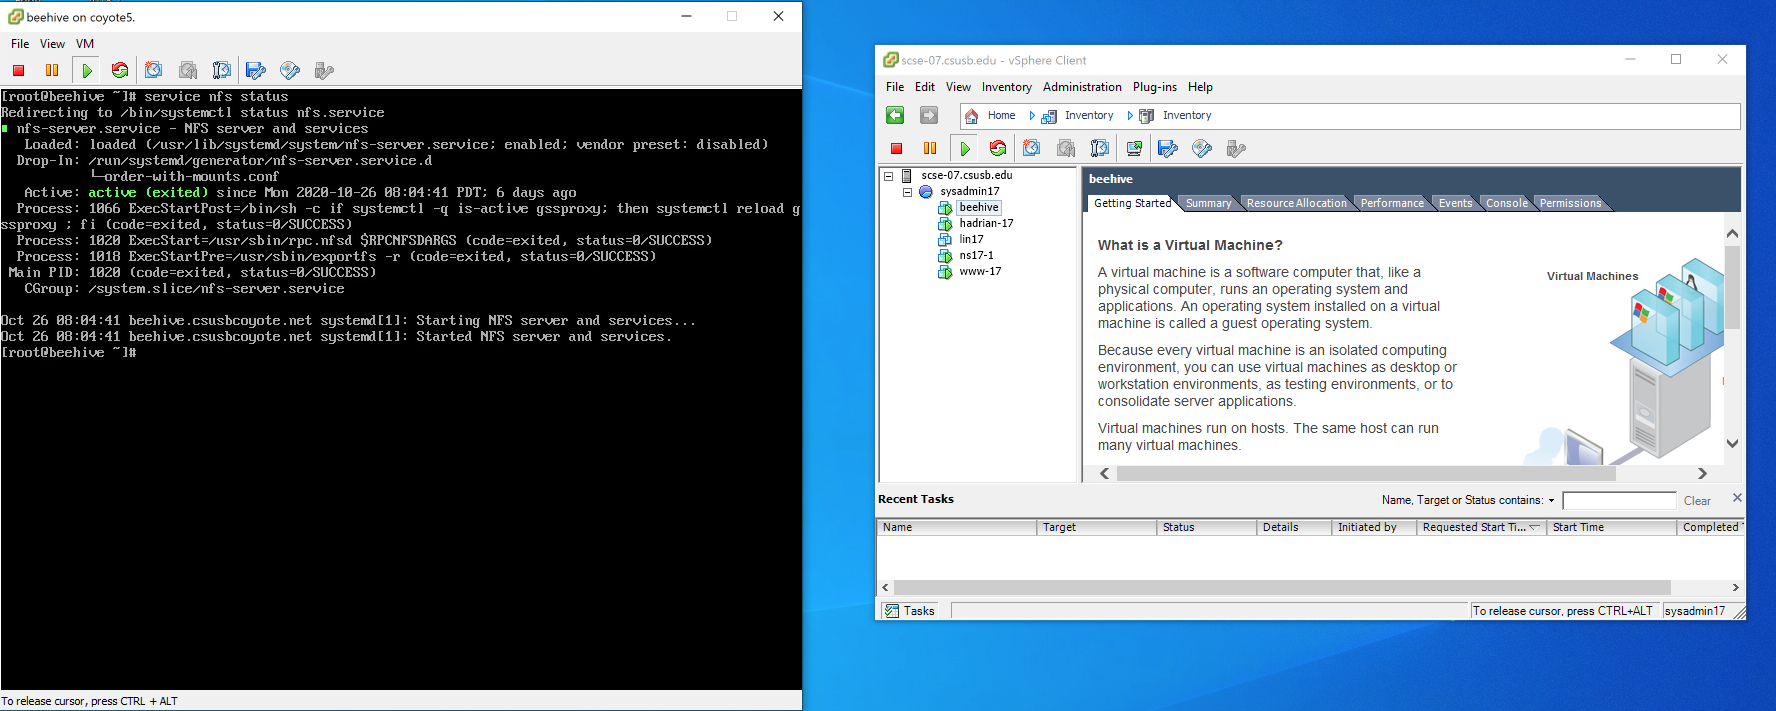 beehive on coyote5.
File View VM
[root@beehive ~]# service nfs status
Redirecting to /bin/systemctl status nfs.service
nfs-server.service - NFS server and services
Loaded: loaded (/usr/lib/systemd/system/nfs-server.service; enabled; vendor preset: disabled)
Drop-In: /run/systemd/generator/nfs-server.service.d
└─order-with-mounts.conf
Active: active (exited) since Mon 2020-10-26 08:04:41 PDT; 6 days ago
Process: 1066 ExecStartPost=/bin/sh -c if systemctl -q is-active gssproxy; then systemctl reload g
ssproxy ; fi (code=exited, status=0/SUCCESS)
Process: 1020 ExecStart=/usr/sbin/rpc.nfsd $RPCNFSDARGS (code=exited, status=0/SUCCESS)
Process: 1018 ExecStartPre=/usr/sbin/exportfs -r (code=exited, status=0/SUCCESS)
Main PID: 1020 (code=exited, status=0/SUCCESS)
CGroup: /system.slice/nfs-server.service
Oct 26 08:04:41 beehive.csusbcoyote.net systemd[1]: Starting NFS server and services...
Oct 26 08:04:41 beehive.csusbcoyote.net systemd[1]: Started NFS server and services.
[root@beehive ~]#
To release cursor, press CTRL + ALT
scse-07.csusb.edu - vSphere Client
File Edit View Inventory Administration Plug-ins Help
Home Inventory Inventory
scse-07.csusb.edu
sysadmin17
beehive
hadrian-17
lin17
ns17-1
www-17
beehive
Getting Started Summary Resource Allocation Performance Events Console Permissions
What is a Virtual Machine?
A virtual machine is a software computer that, like a
physical computer, runs an operating system and
applications. An operating system installed on a virtual
machine is called a guest operating system.
Because every virtual machine is an isolated computing
environment, you can use virtual machines as desktop or
workstation environments, as testing environments, or to
consolidate server applications.
Virtual machines run on hosts. The same host can run
many virtual machines.
Virtual Machines
Recent Tasks
Name, Target or Status contains:
Clear
Name Target Status Details Initiated by Requested Start Ti... Start Time Completed
Tasks
To release cursor, press CTRL+ALT
sysadmin17